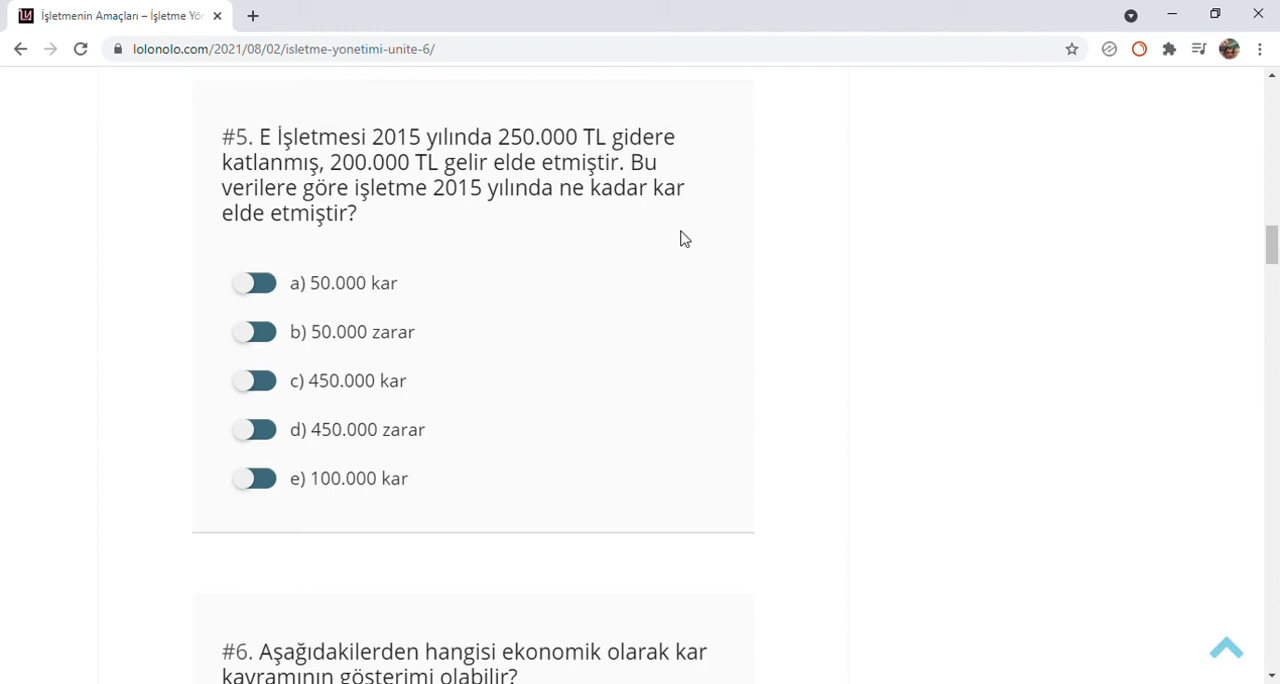 İşletmenin Amaçları – İşletme Yö
lolonolo.com/2021/08/02/isletme-yonetimi-unite-6/
#5. E İşletmesi 2015 yılında 250.000 TL gidere
katlanmış, 200.000 TL gelir elde etmiştir. Bu
verilere göre işletme 2015 yılında ne kadar kar
elde etmiştir?
a) 50.000 kar
b) 50.000 zarar
c) 450.000 kar
d) 450.000 zarar
e) 100.000 kar
#6. Aşağıdakilerden hangisi ekonomik olarak kar
kavramının gösterimi olabilir?